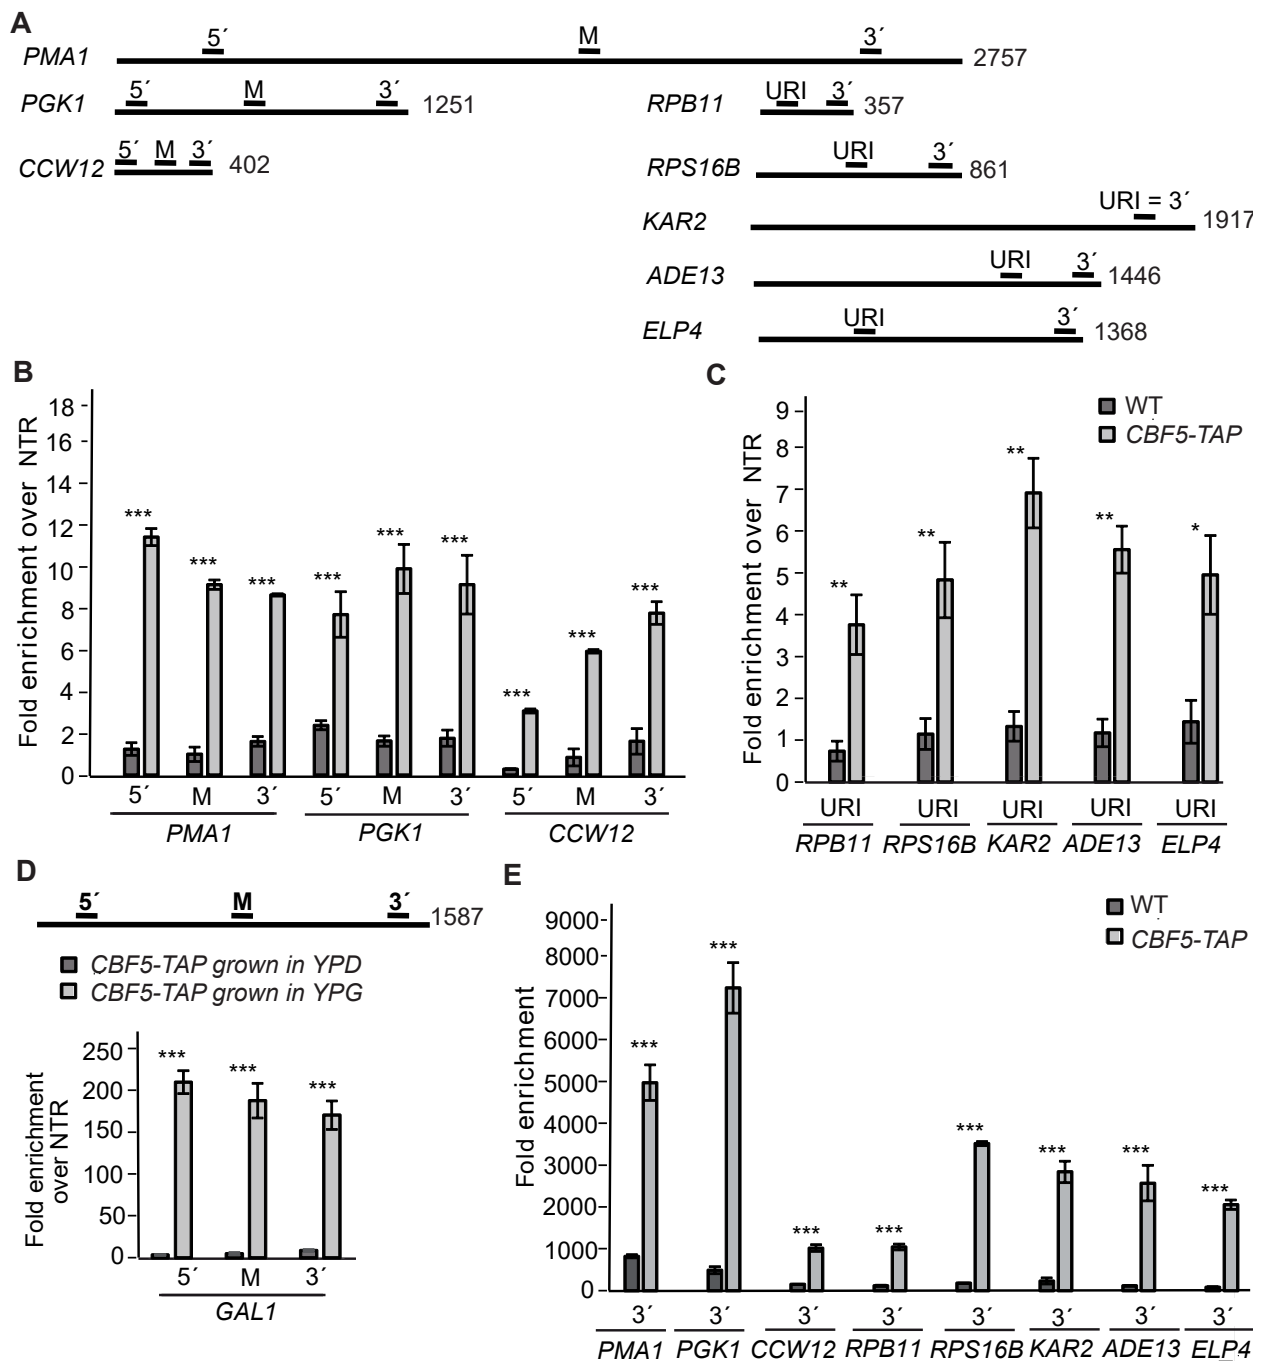 A
PMA1 5´ M 3´ 2757
PGK1 5´ M 3´ 1251
CCW12 5´ M 3´ 402
RPB11 URI 3´ 357
RPS16B URI 3´ 861
KAR2 URI = 3´ 1917
ADE13 URI 3´ 1446
ELP4 URI 3´ 1368
B
Fold enrichment over NTR
18
16
14
12
10
8
6
4
2
0
*** *** *** *** *** *** *** *** ***
5´ M 3´ 5´ M 3´ 5´ M 3´
PMA1 PGK1 CCW12
C
WT
CBF5-TAP
Fold enrichment over NTR
9
8
7
6
5
4
3
2
1
0
** ** ** ** *
URI URI URI URI URI
RPB11 RPS16B KAR2 ADE13 ELP4
D
5´ M 3´ 1587
CBF5-TAP grown in YPD
CBF5-TAP grown in YPG
Fold enrichment
over NTR
250
200
150
100
50
0
*** *** ***
5´ M 3´
GAL1
E
WT
CBF5-TAP
Fold enrichment
9000
8000
7000
6000
5000
4000
3000
2000
1000
0
*** *** *** *** *** *** *** ***
3´ 3´ 3´ 3´ 3´ 3´ 3´ 3´
PMA1 PGK1 CCW12 RPB11 RPS16B KAR2 ADE13 ELP4